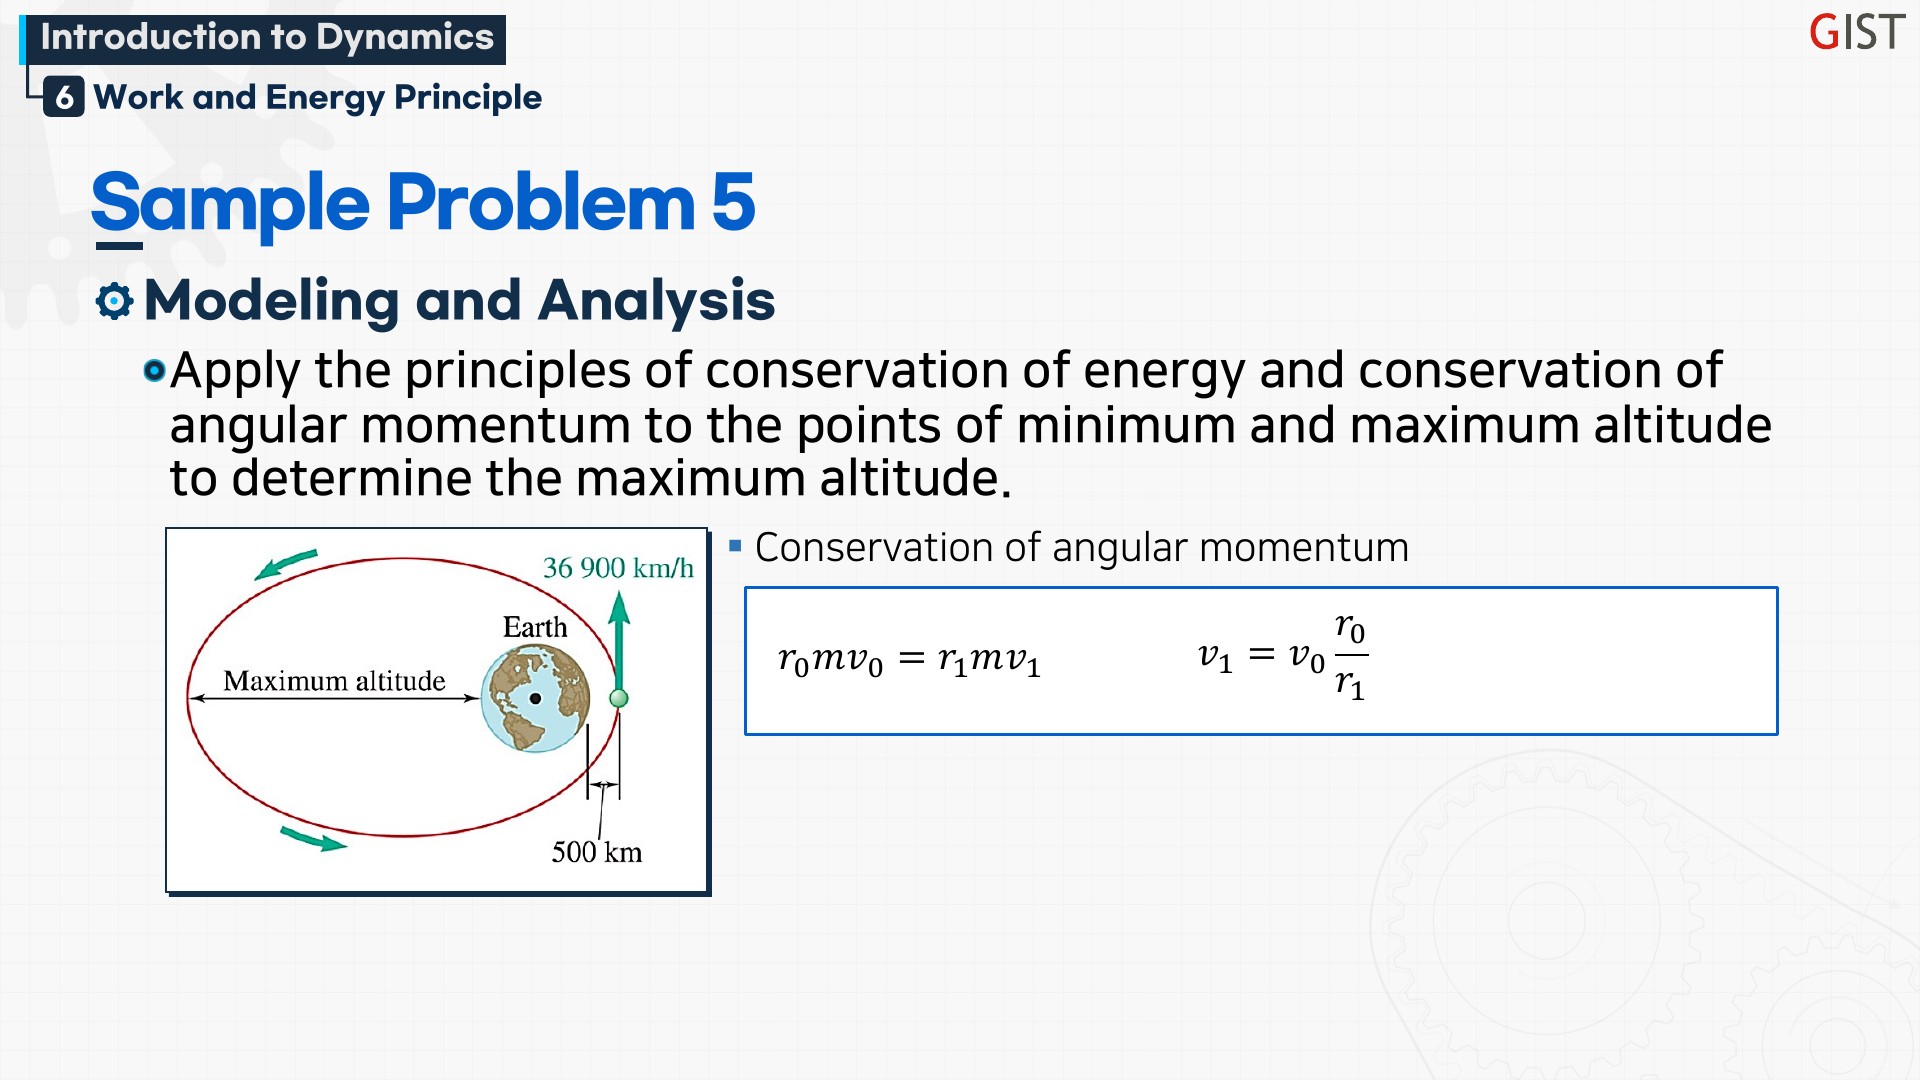 Introduction to Dynamics
GIST
6 Work and Energy Principle
Sample Problem 5
Modeling and Analysis
Apply the principles of conservation of energy and conservation of
angular momentum to the points of minimum and maximum altitude
to determine the maximum altitude.
36 900 km/h
Earth
Maximum altitude
500 km
▪ Conservation of angular momentum
r₀mv₀ = r₁mv₁
v₁ = v₀ r₀/r₁